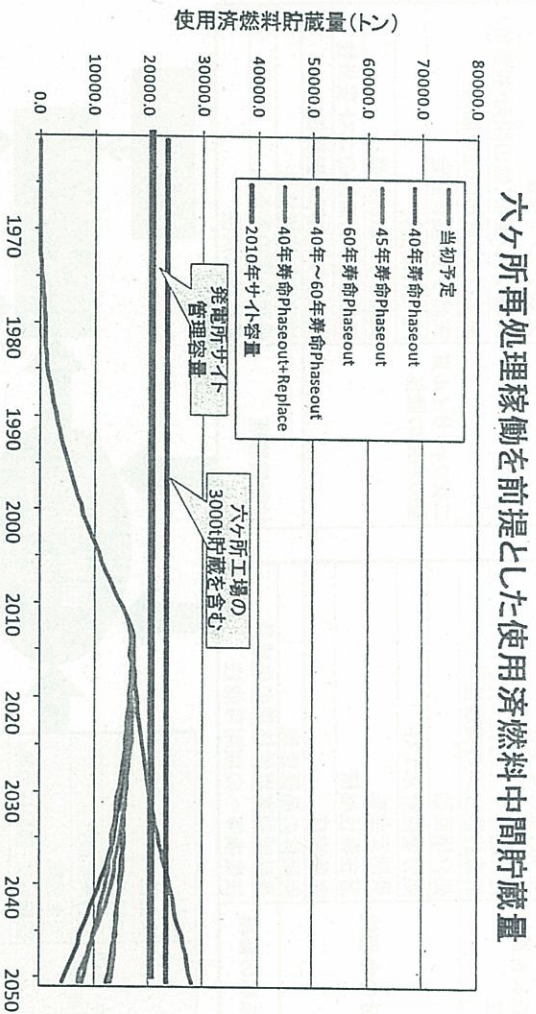 六ヶ所再処理稼働を前提とした使用済燃料中間貯蔵量
使用済燃料貯蔵量(トン)
80000.0
70000.0
60000.0
50000.0
40000.0
30000.0
20000.0
10000.0
0.0
当初予定
40年寿命Phaseout
45年寿命Phaseout
60年寿命Phaseout
40年～60年寿命Phaseout
40年寿命Phaseout+Replace
2010年サイト容量
発電所サイト
管理容量
六ヶ所工場の
3000t貯蔵を含む
1970
1980
1990
2000
2010
2020
2030
2040
2050